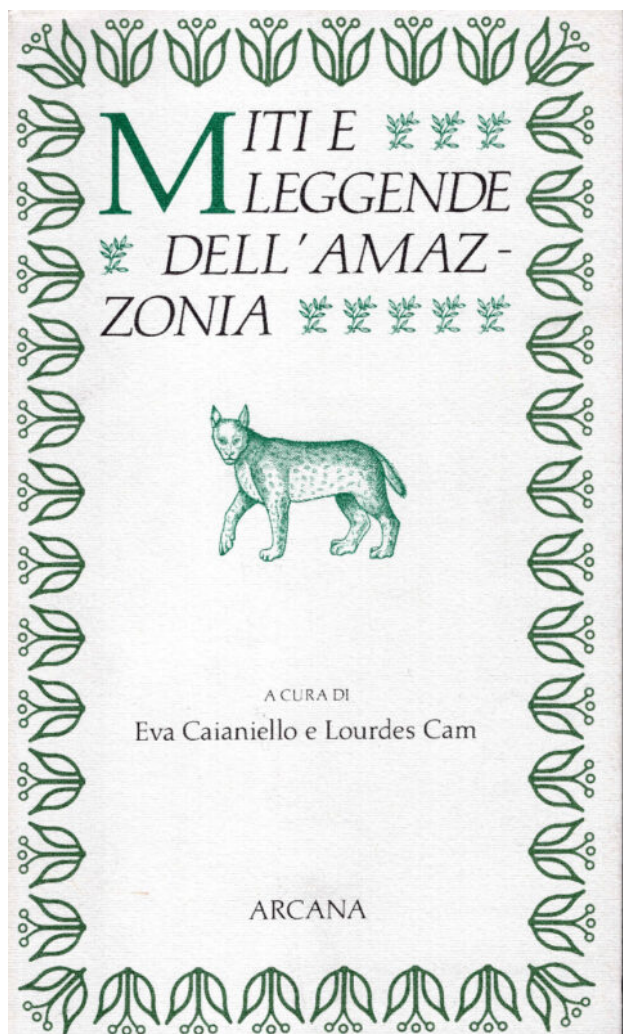 MITI E
LEGGENDE
DELL'AMAZ-
ZONIA
A CURA DI
Eva Caianiello e Lourdes Cam
ARCANA